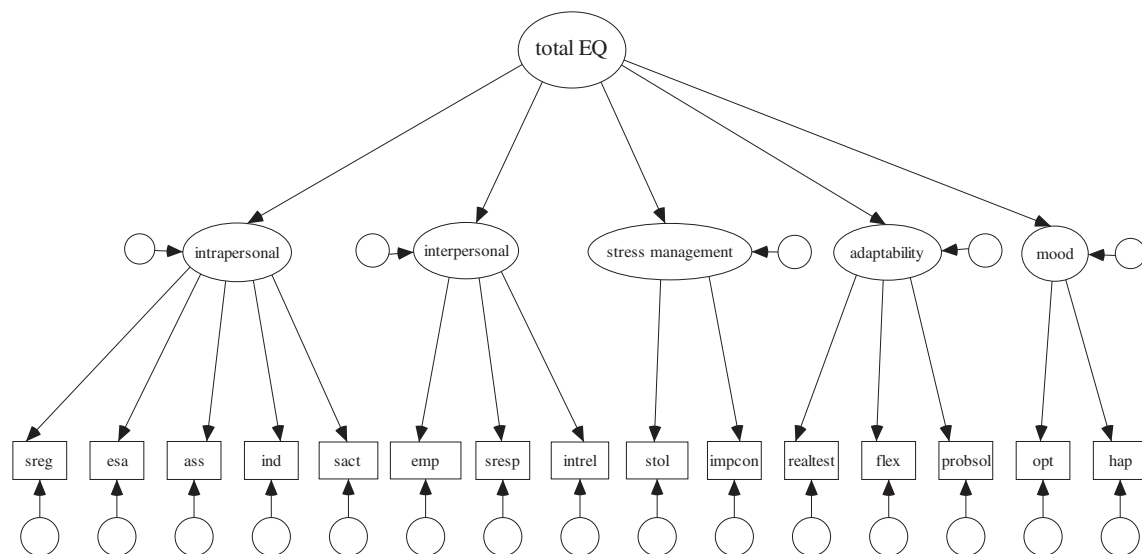 total EQ
intrapersonal
interpersonal
stress management
adaptability
mood
sreg
esa
ass
ind
sact
emp
sresp
intrel
stol
impcon
realtest
flex
probsol
opt
hap